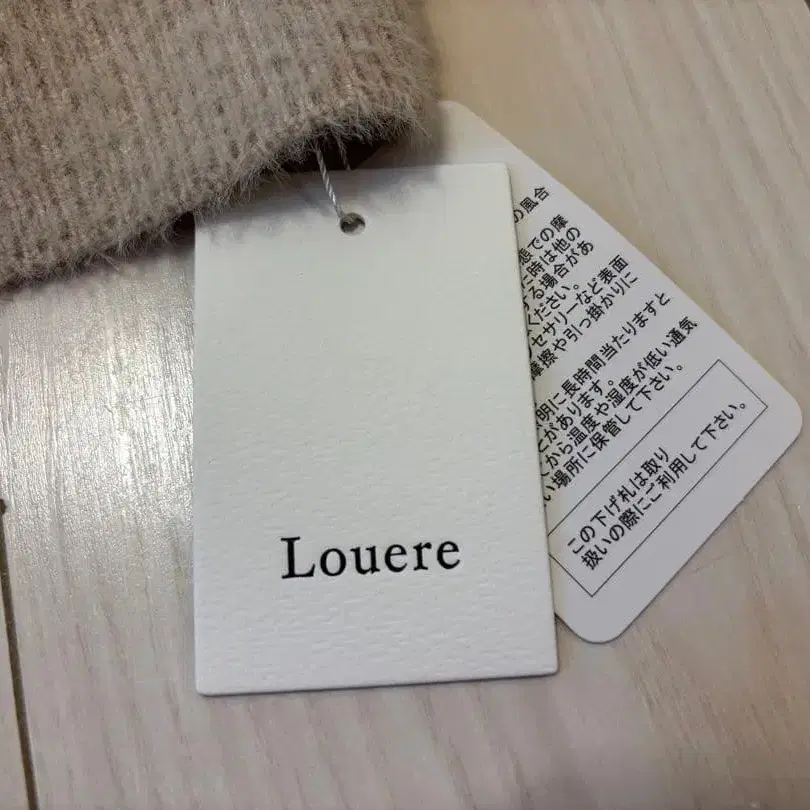 Louere
の風合
態での摩
た時は他の
する場合があ
ください。
セサリーなど表面
摩擦や引っ掛かりに
明に長時間当たりますと
とがあります。
から温度や湿度が低い通気
い場所に保管して下さい。
この下げ札は取り
扱いの際にご利用して下さい。